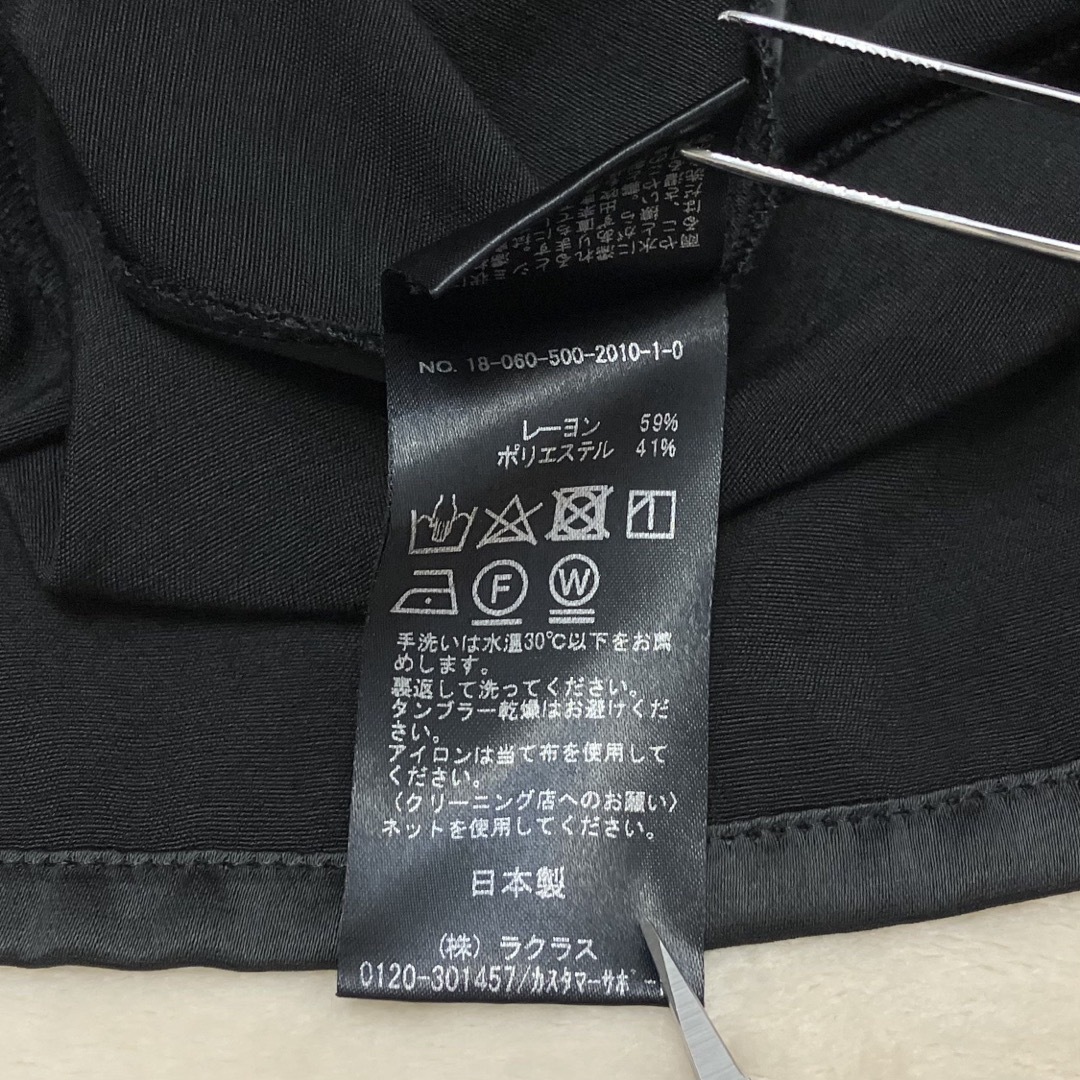 NO. 18-060-500-2010-1-0
レーヨン 59%
ポリエステル 41%
F W
手洗いは水温30℃以下をお薦
めします。
裏返して洗ってください。
タンブラー乾燥はお避けくだ
さい。
アイロンは当て布を使用して
ください。
〈クリーニング店へのお願い〉
ネットを使用してください。
日本製
(株) ラクラス
0120-301457/カスタマーサポー